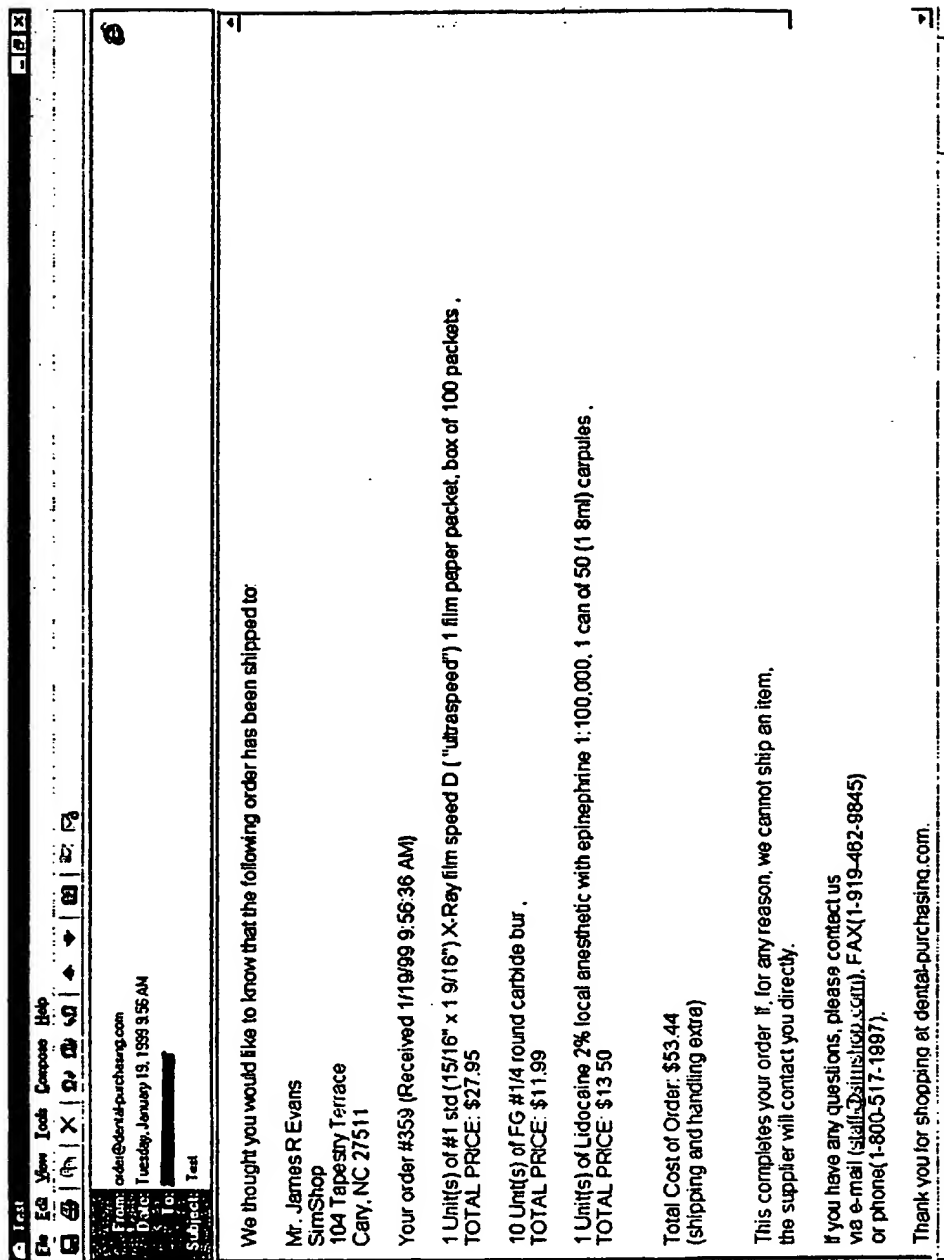 Test
File Edit View Tools Compose Help
From: order@dental-purchasing.com
Date: Tuesday, January 19, 1999 9:56 AM
To:
Subject: Test
We thought you would like to know that the following order has been shipped to:
Mr. James R Evans
SimShop
104 Tapestry Terrace
Cary, NC 27511
Your order #359 (Received 1/19/99 9:56:36 AM)
1 Unit(s) of #1 std (15/16" x 1 9/16") X-Ray film speed D ( "ultraspeed") 1 film paper packet, box of 100 packets ,
TOTAL PRICE: $27.95
10 Unit(s) of FG #1/4 round carbide bur ,
TOTAL PRICE: $11.99
1 Unit(s) of Lidocaine 2% local anesthetic with epinephrine 1:100,000, 1 can of 50 (1 8ml) carpules ,
TOTAL PRICE $13 50
Total Cost of Order: $53.44
(shipping and handling extra)
This completes your order If, for any reason, we cannot ship an item,
the supplier will contact you directly.
If you have any questions, please contact us
via e-mail (staff@simshop.com), FAX(1-919-462-9845)
or phone(1-800-517-1997).
Thank you for shopping at dental-purchasing.com.